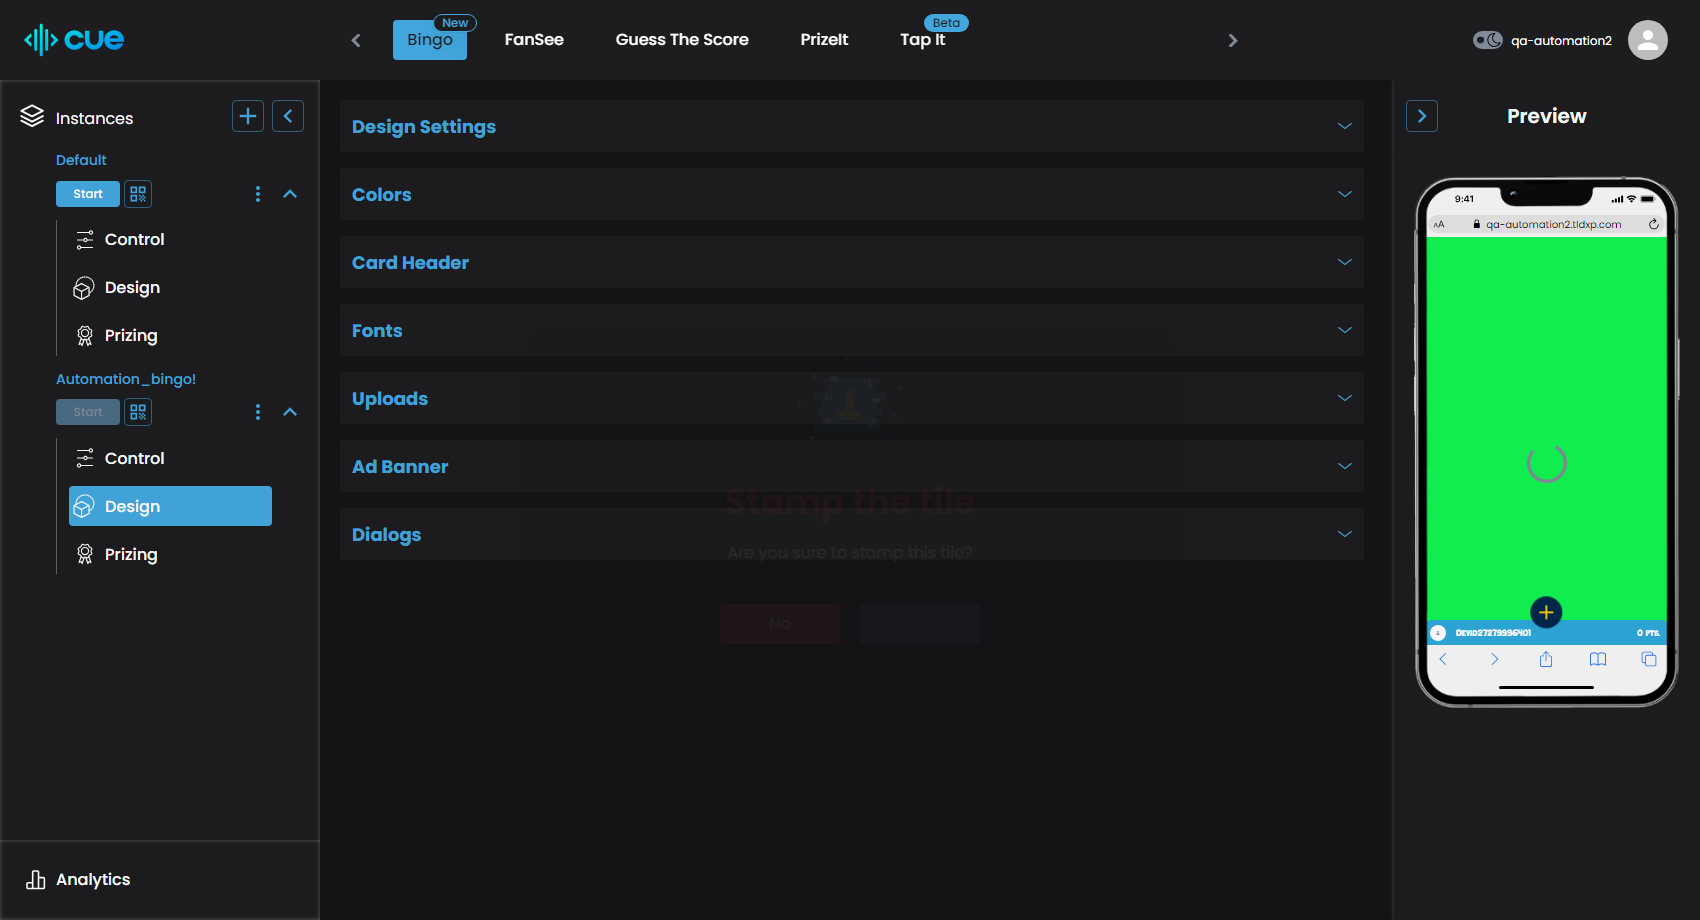 cue
Bingo
New
FanSee
Guess The Score
PrizeIt
Tap It
Beta
qa-automation2
Instances
Default
Start
Control
Design
Prizing
Automation_bingo!
Start
Control
Design
Prizing
Analytics
Design Settings
Colors
Card Header
Fonts
Uploads
Ad Banner
Dialogs
Stamp the tile
Are you sure to stamp this tile?
No
Preview
9:41
AA
qa-automation2.tldxp.com
DEVID27279996401
0 PTS.